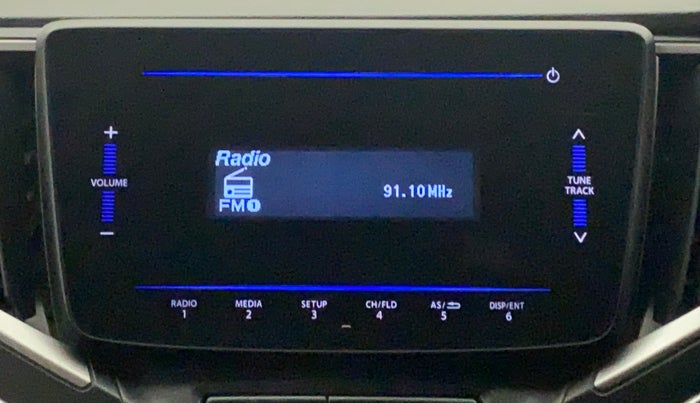 +
VOLUME
−
Radio
FM1
91.10MHz
TUNE
TRACK
RADIO
1
MEDIA
2
SETUP
3
CH/FLD
4
AS/
5
DISP/ENT
6